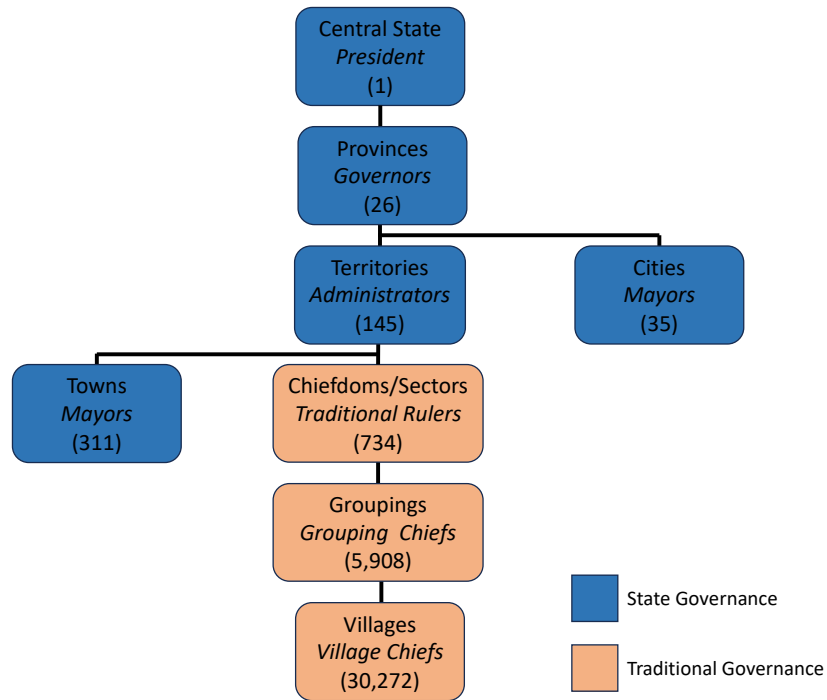 Central State
President
(1)
Provinces
Governors
(26)
Territories
Administrators
(145)
Cities
Mayors
(35)
Towns
Mayors
(311)
Chiefdoms/Sectors
Traditional Rulers
(734)
Groupings
Grouping Chiefs
(5,908)
Villages
Village Chiefs
(30,272)
State Governance
Traditional Governance